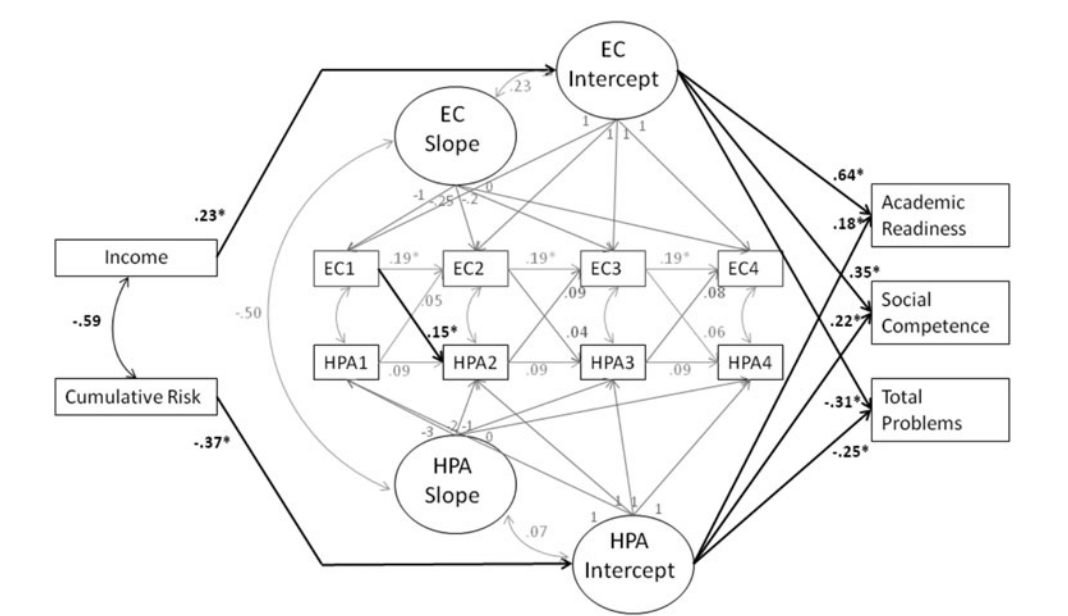 EC
Intercept
.23
EC
Slope
1
1
1
1
-1
-.25
-.2
0
.64*
Academic
Readiness
.18*
.23*
Income
EC1
.19*
EC2
.19*
EC3
.19*
EC4
.35*
Social
Competence
.22*
-.59
-.50
.05
.15*
.09
.04
.08
.06
HPA1
.09
HPA2
.09
HPA3
.09
HPA4
Cumulative Risk
-.37*
-.31*
Total
Problems
-.25*
-3
-2
-1
0
HPA
Slope
.07
1
1
1
1
HPA
Intercept